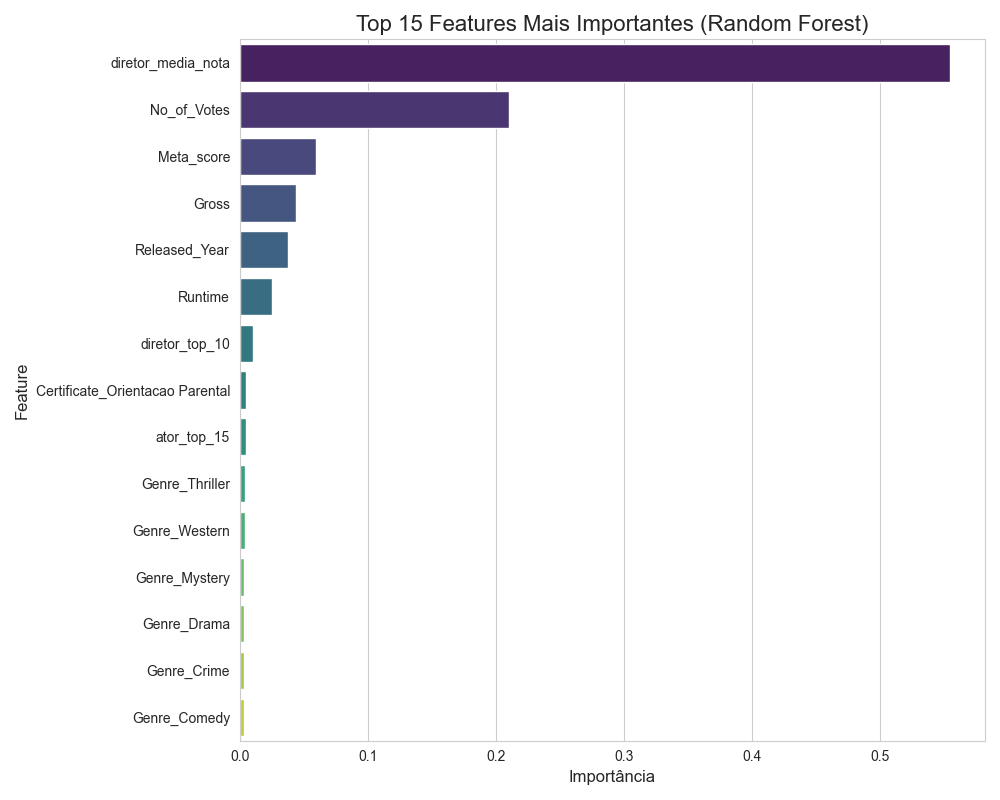 Top 15 Features Mais Importantes (Random Forest)
diretor_media_nota
No_of_Votes
Meta_score
Gross
Released_Year
Runtime
diretor_top_10
Certificate_Orientacao Parental
ator_top_15
Genre_Thriller
Genre_Western
Genre_Mystery
Genre_Drama
Genre_Crime
Genre_Comedy
Feature
0.0 0.1 0.2 0.3 0.4 0.5
Importância